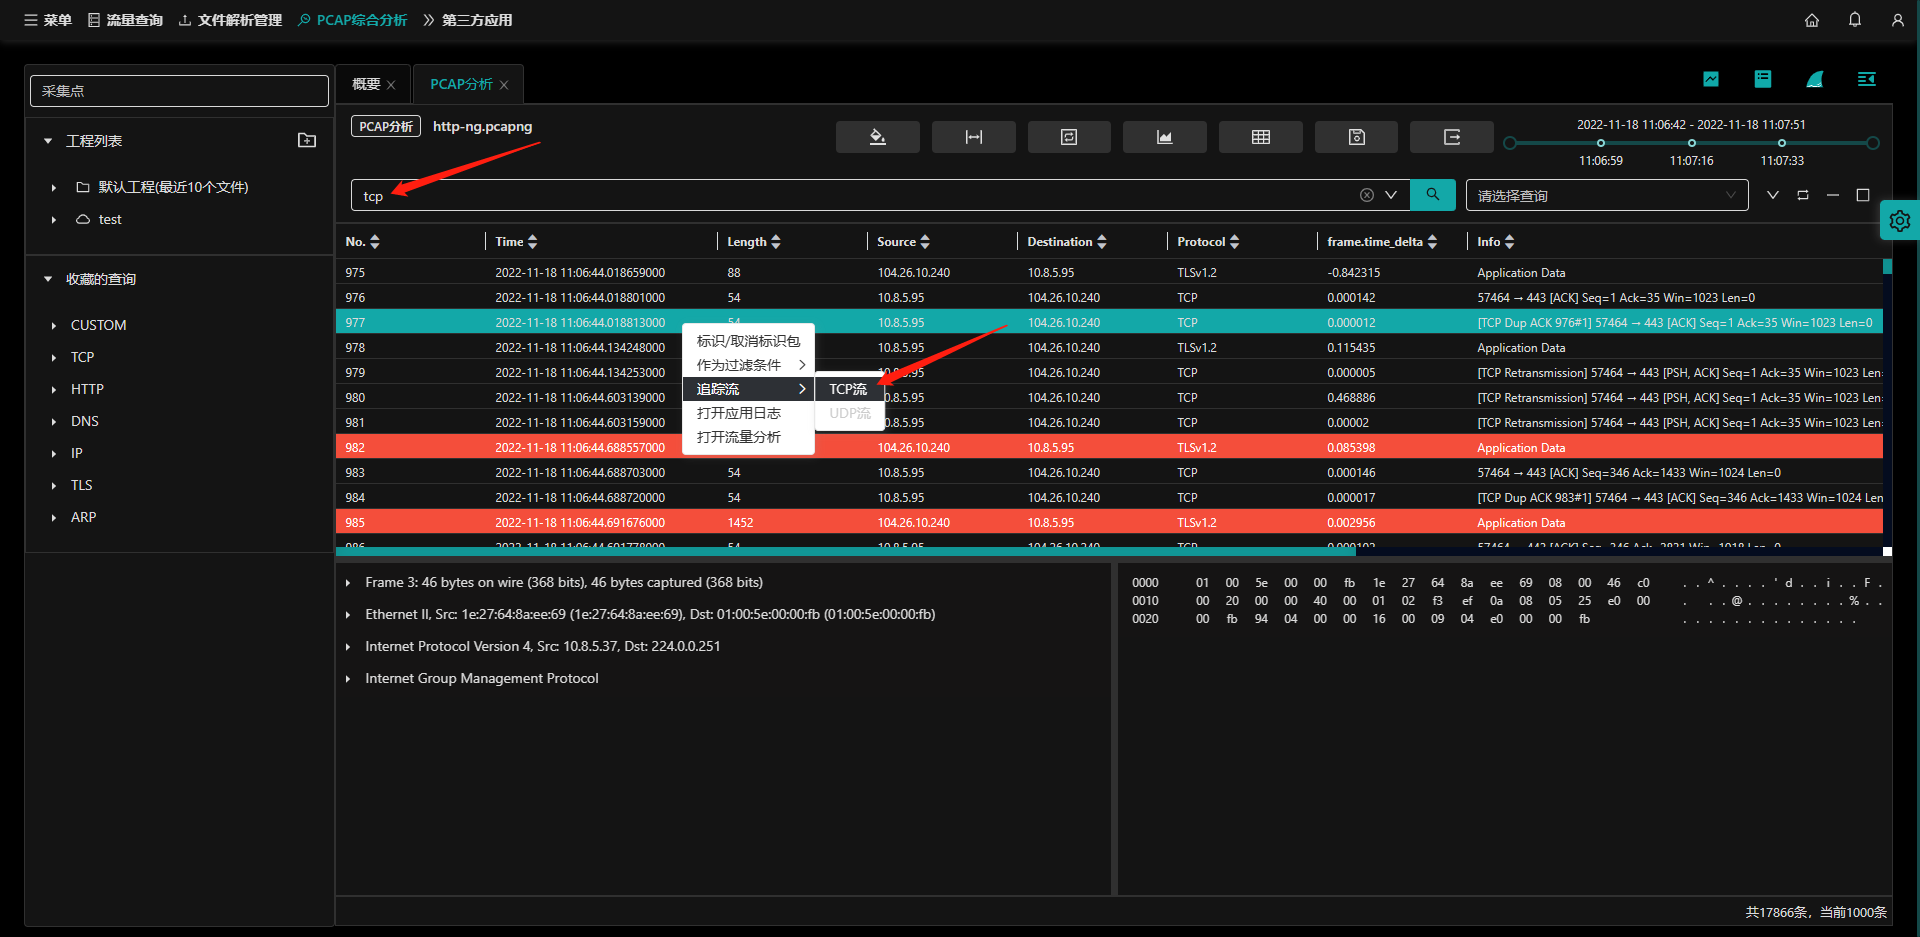 菜单 流量查询 文件解析管理 PCAP综合分析 第三方应用
采集点
工程列表
默认工程(最近10个文件)
test
收藏的查询
CUSTOM
TCP
HTTP
DNS
IP
TLS
ARP
概要 PCAP分析
PCAP分析 http-ng.pcapng
2022-11-18 11:06:42 - 2022-11-18 11:07:51
11:06:59 11:07:16 11:07:33
tcp
请选择查询
No. Time Length Source Destination Protocol frame.time_delta Info
975 2022-11-18 11:06:44.018659000 88 104.26.10.240 10.8.5.95 TLSv1.2 -0.842315 Application Data
976 2022-11-18 11:06:44.018801000 54 10.8.5.95 104.26.10.240 TCP 0.000142 57464 → 443 [ACK] Seq=1 Ack=35 Win=1023 Len=0
977 2022-11-18 11:06:44.018813000 54 10.8.5.95 104.26.10.240 TCP 0.000012 [TCP Dup ACK 976#1] 57464 → 443 [ACK] Seq=1 Ack=35 Win=1023 Len=0
978 2022-11-18 11:06:44.134248000 10.8.5.95 104.26.10.240 TLSv1.2 0.115435 Application Data
979 2022-11-18 11:06:44.134253000 0.8.5.95 104.26.10.240 TCP 0.000005 [TCP Retransmission] 57464 → 443 [PSH, ACK] Seq=1 Ack=35 Win=1023 Len=
980 2022-11-18 11:06:44.603139000 0.8.5.95 104.26.10.240 TCP 0.468886 [TCP Retransmission] 57464 → 443 [PSH, ACK] Seq=1 Ack=35 Win=1023 Len=
981 2022-11-18 11:06:44.603159000 0.8.5.95 104.26.10.240 TCP 0.00002 [TCP Retransmission] 57464 → 443 [PSH, ACK] Seq=1 Ack=35 Win=1023 Len=
982 2022-11-18 11:06:44.688557000 104.26.10.240 10.8.5.95 TLSv1.2 0.085398 Application Data
983 2022-11-18 11:06:44.688703000 54 10.8.5.95 104.26.10.240 TCP 0.000146 57464 → 443 [ACK] Seq=346 Ack=1433 Win=1024 Len=0
984 2022-11-18 11:06:44.688720000 54 10.8.5.95 104.26.10.240 TCP 0.000017 [TCP Dup ACK 983#1] 57464 → 443 [ACK] Seq=346 Ack=1433 Win=1024 Len
985 2022-11-18 11:06:44.691676000 1452 104.26.10.240 10.8.5.95 TLSv1.2 0.002956 Application Data
标识/取消标识包
作为过滤条件
追踪流
打开应用日志
打开流量分析
TCP流
UDP流
Frame 3: 46 bytes on wire (368 bits), 46 bytes captured (368 bits)
Ethernet II, Src: 1e:27:64:8a:ee:69 (1e:27:64:8a:ee:69), Dst: 01:00:5e:00:00:fb (01:00:5e:00:00:fb)
Internet Protocol Version 4, Src: 10.8.5.37, Dst: 224.0.0.251
Internet Group Management Protocol
0000 01 00 5e 00 00 fb 1e 27 64 8a ee 69 08 00 46 c0 . . ^ . . . . ' d . . i . . F .
0010 00 20 00 00 40 00 01 02 f3 ef 0a 08 05 25 e0 00 . . . @ . . . . . . . . % . .
0020 00 fb 94 04 00 00 16 00 09 04 e0 00 00 fb . . . . . . . . . . . . . .
共17866条，当前1000条